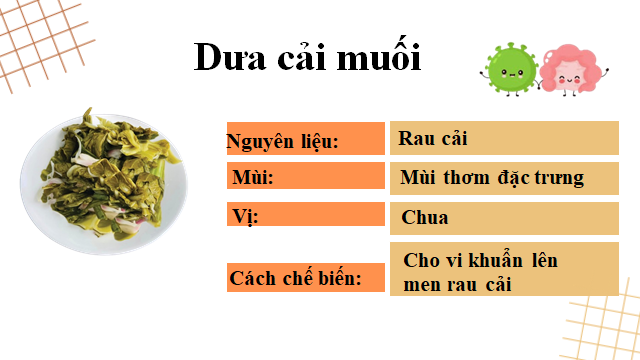 Dưa cải muối
Nguyên liệu:
Rau cải
Mùi:
Mùi thơm đặc trưng
Vị:
Chua
Cách chế biến:
Cho vi khuẩn lên
men rau cải